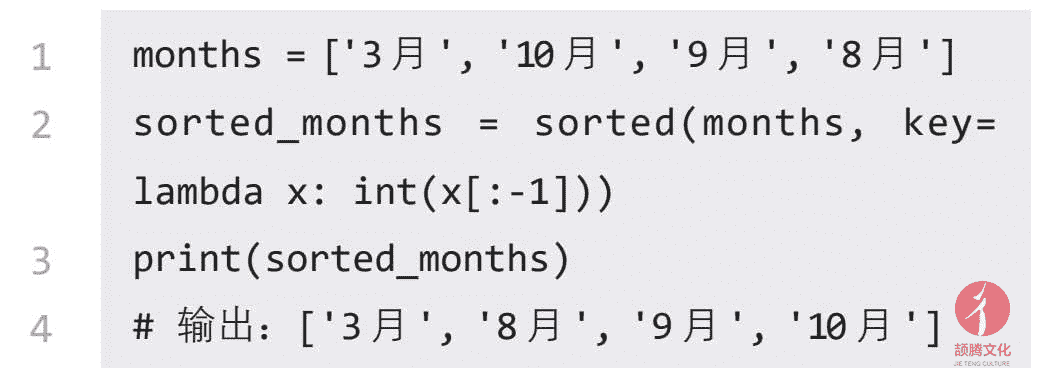 1 months = ['3月', '10月', '9月', '8月']
2 sorted_months = sorted(months, key=
lambda x: int(x[:-1]))
3 print(sorted_months)
4 # 输出：['3月', '8月', '9月', '10月']
颉腾文化
JIE TENG CULTURE